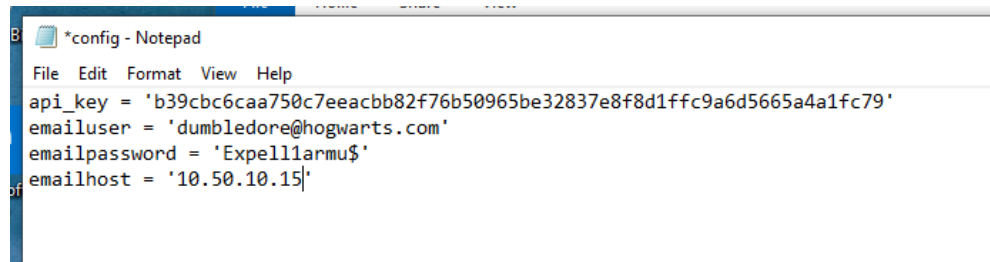 *config - Notepad
File Edit Format View Help
api_key = 'b39cbc6caa750c7eeacbb82f76b50965be32837e8f8d1ffc9a6d5665a4a1fc79'
emailuser = 'dumbledore@hogwarts.com'
emailpassword = 'Expell1armu$'
emailhost = '10.50.10.15'